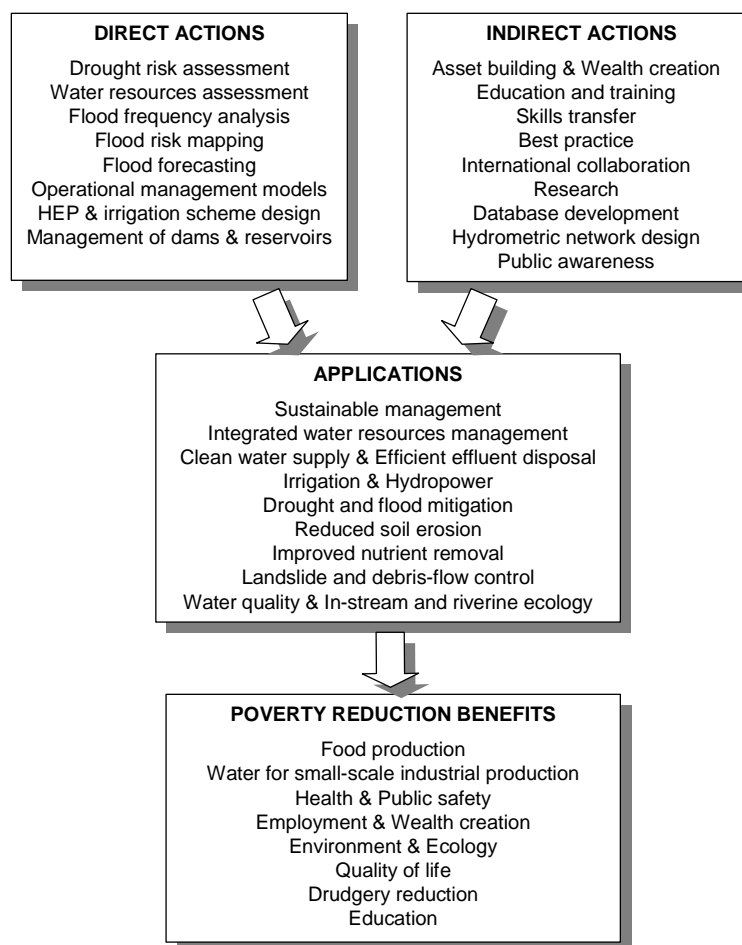 DIRECT ACTIONS
Drought risk assessment
Water resources assessment
Flood frequency analysis
Flood risk mapping
Flood forecasting
Operational management models
HEP & irrigation scheme design
Management of dams & reservoirs
INDIRECT ACTIONS
Asset building & Wealth creation
Education and training
Skills transfer
Best practice
International collaboration
Research
Database development
Hydrometric network design
Public awareness
APPLICATIONS
Sustainable management
Integrated water resources management
Clean water supply & Efficient effluent disposal
Irrigation & Hydropower
Drought and flood mitigation
Reduced soil erosion
Improved nutrient removal
Landslide and debris-flow control
Water quality & In-stream and riverine ecology
POVERTY REDUCTION BENEFITS
Food production
Water for small-scale industrial production
Health & Public safety
Employment & Wealth creation
Environment & Ecology
Quality of life
Drudgery reduction
Education